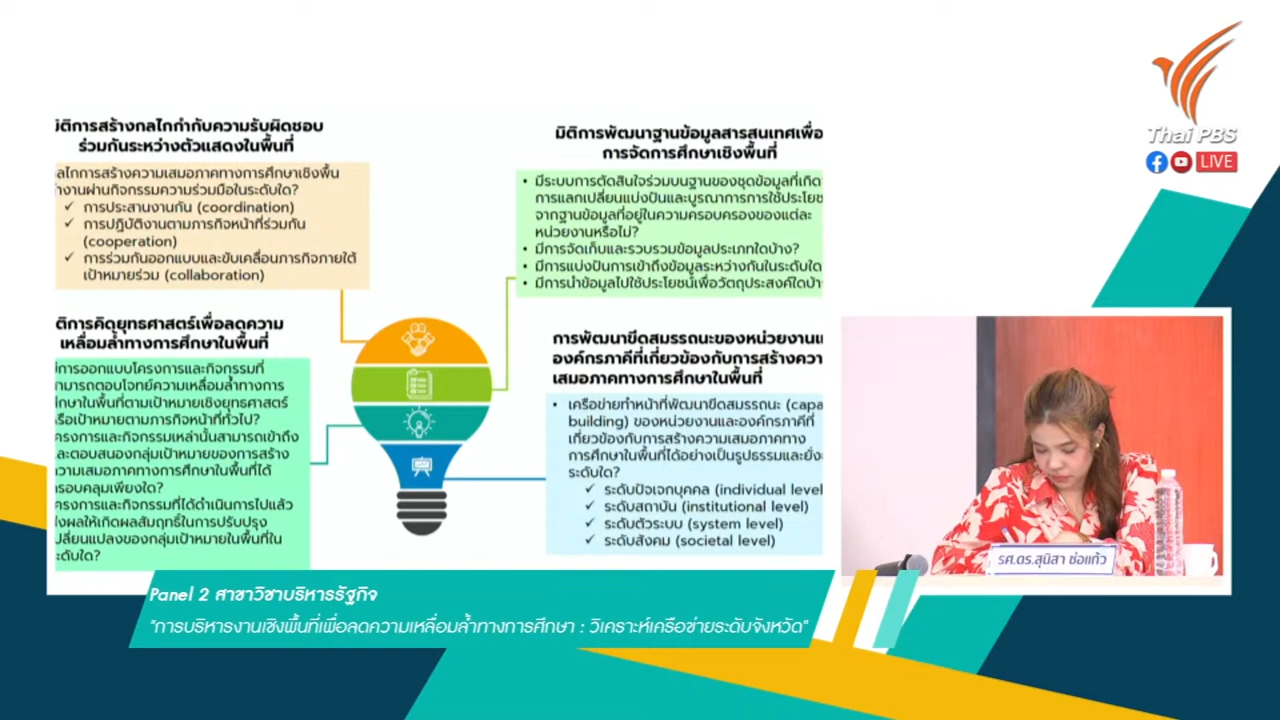 มิติการสร้างกลไกกำกับความรับผิดชอบ
ร่วมกันระหว่างตัวแสดงในพื้นที่
ลไกการสร้างความเสมอภาคทางการศึกษาเชิงพื้น
ำงานผ่านกิจกรรมความร่วมมือในระดับใด?
✓ การประสานงานกัน (coordination)
✓ การปฏิบัติงานตามภารกิจหน้าที่ร่วมกัน
(cooperation)
✓ การร่วมกันออกแบบและขับเคลื่อนภารกิจภายใต้
เป้าหมายร่วม (collaboration)
ติการคิดยุทธศาสตร์เพื่อลดความ
เหลื่อมล้ำทางการศึกษาในพื้นที่
มีการออกแบบโครงการและกิจกรรมที่
ามารถตอบโจทย์ความเหลื่อมล้ำทางการ
ศึกษาในพื้นที่ตามเป้าหมายเชิงยุทธศาสตร์
รือเป้าหมายตามภารกิจหน้าที่ทั่วไป?
ครงการและกิจกรรมเหล่านั้นสามารถเข้าถึง
ละตอบสนองกลุ่มเป้าหมายของการสร้าง
วามเสมอภาคทางการศึกษาในพื้นที่ได้
รอบคลุมเพียงใด?
ครงการและกิจกรรมที่ได้ดำเนินการไปแล้ว
่งผลให้เกิดผลสัมฤทธิ์ในการปรับปรุง
ปลี่ยนแปลงของกลุ่มเป้าหมายในพื้นที่ใน
ะดับใด?
มิติการพัฒนาฐานข้อมูลสารสนเทศเพื่อ
การจัดการศึกษาเชิงพื้นที่
• มีระบบการตัดสินใจร่วมบนฐานของชุดข้อมูลที่เกิด
การแลกเปลี่ยนแบ่งปันและบูรณาการการใช้ประโยช
จากฐานข้อมูลที่อยู่ในความครอบครองของแต่ละ
หน่วยงานหรือไม่?
• มีการจัดเก็บและรวบรวมข้อมูลประเภทใดบ้าง?
• มีการแบ่งปันการเข้าถึงข้อมูลระหว่างกันในระดับใด
• มีการนำข้อมูลไปใช้ประโยชน์เพื่อวัตถุประสงค์ใดบ้า
การพัฒนาขีดสมรรถนะของหน่วยงานแ
องค์กรภาคีที่เกี่ยวข้องกับการสร้างความ
เสมอภาคทางการศึกษาในพื้นที่
• เครือข่ายทำหน้าที่พัฒนาขีดสมรรถนะ (capa
building) ของหน่วยงานและองค์กรภาคีที่
เกี่ยวข้องกับการสร้างความเสมอภาคทาง
การศึกษาในพื้นที่ได้อย่างเป็นรูปธรรมและยั่ง
ระดับใด?
✓ ระดับปัจเจกบุคคล (individual level
✓ ระดับสถาบัน (institutional level)
✓ ระดับตัวระบบ (system level)
✓ ระดับสังคม (societal level)
Thai PBS
LIVE
รศ.ดร.สุนิสา ช่อแก้ว
Panel 2 สาขาวิชาบริหารรัฐกิจ
"การบริหารงานเชิงพื้นที่เพื่อลดความเหลื่อมล้ำทางการศึกษา : วิเคราะห์เครือข่ายระดับจังหวัด"